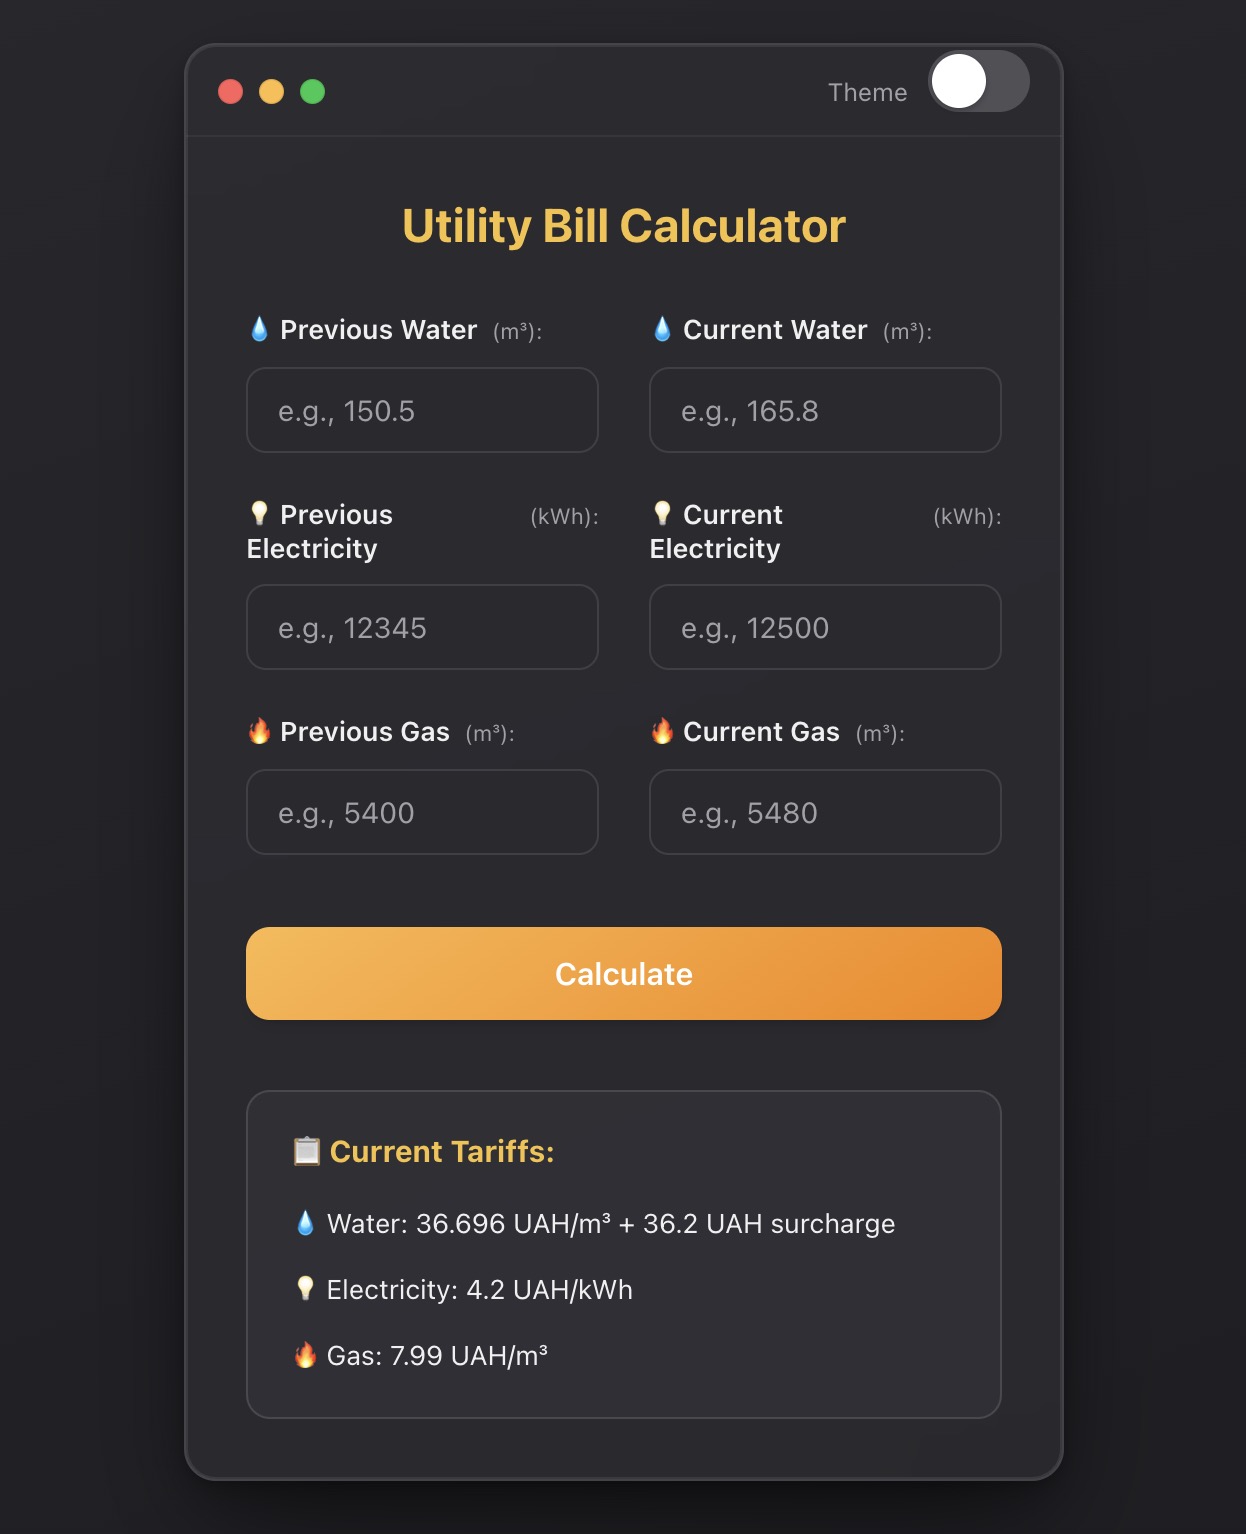 Theme
Utility Bill Calculator
💧 Previous Water (m³):
💧 Current Water (m³):
e.g., 150.5
e.g., 165.8
💡 Previous Electricity (kWh):
💡 Current Electricity (kWh):
e.g., 12345
e.g., 12500
🔥 Previous Gas (m³):
🔥 Current Gas (m³):
e.g., 5400
e.g., 5480
Calculate
📋 Current Tariffs:
💧 Water: 36.696 UAH/m³ + 36.2 UAH surcharge
💡 Electricity: 4.2 UAH/kWh
🔥 Gas: 7.99 UAH/m³